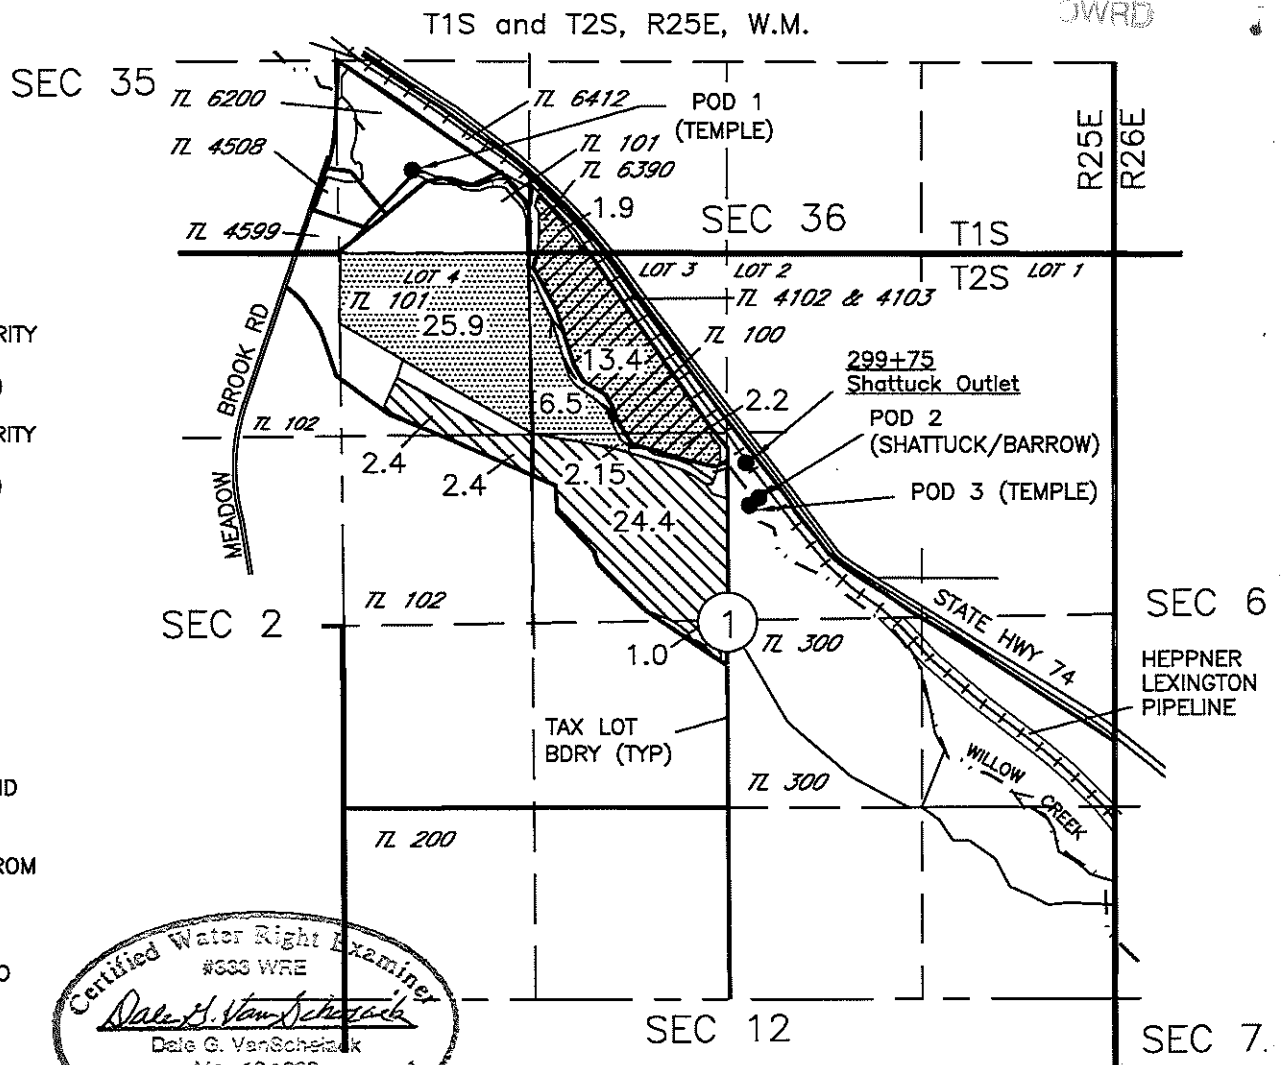 T1S and T2S, R25E, W.M.
OWRD
SEC 35
TL 6200
TL 6412
POD 1
(TEMPLE)
TL 4508
TL 101
TL 6390
1.9
R25E
R26E
SEC 36
TL 4599
T1S
T2S
LOT 4
LOT 3
LOT 2
LOT 1
TL 101
TL 4102 & 4103
25.9
TL 100
RITY
13.4
299+75
Shattuck Outlet
BROOK RD
6.5
2.2
POD 2
(SHATTUCK/BARROW)
RITY
TL 102
2.4
2.4
2.15
POD 3 (TEMPLE)
24.4
MEADOW
TL 102
SEC 2
1
TL 300
1.0
STATE HWY 74
SEC 6
HEPPNER
LEXINGTON
PIPELINE
TAX LOT
BDRY (TYP)
TL 300
WILLOW
CREEK
ND
TL 200
ROM
Certified Water Right Examiner
#333 WRE
Dale G. VanSchoiack
SEC 12
SEC 7